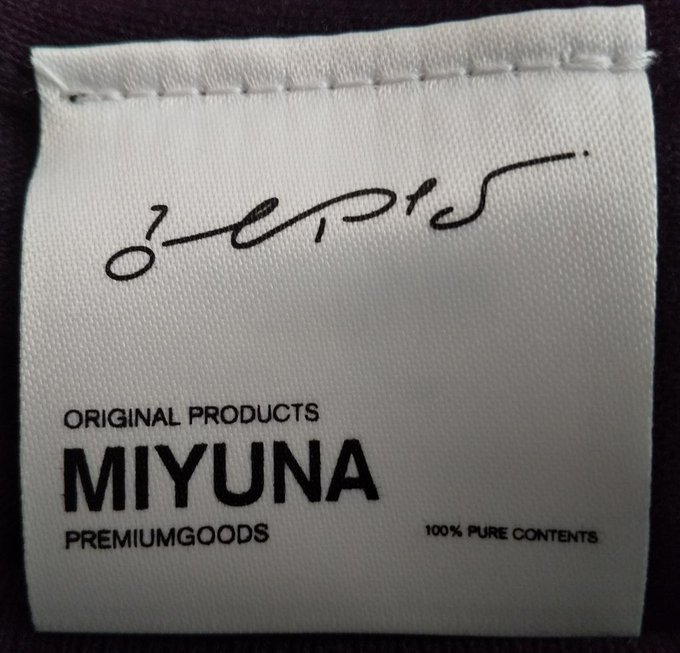 ORIGINAL PRODUCTS
MIYUNA
PREMIUMGOODS
100% PURE CONTENTS